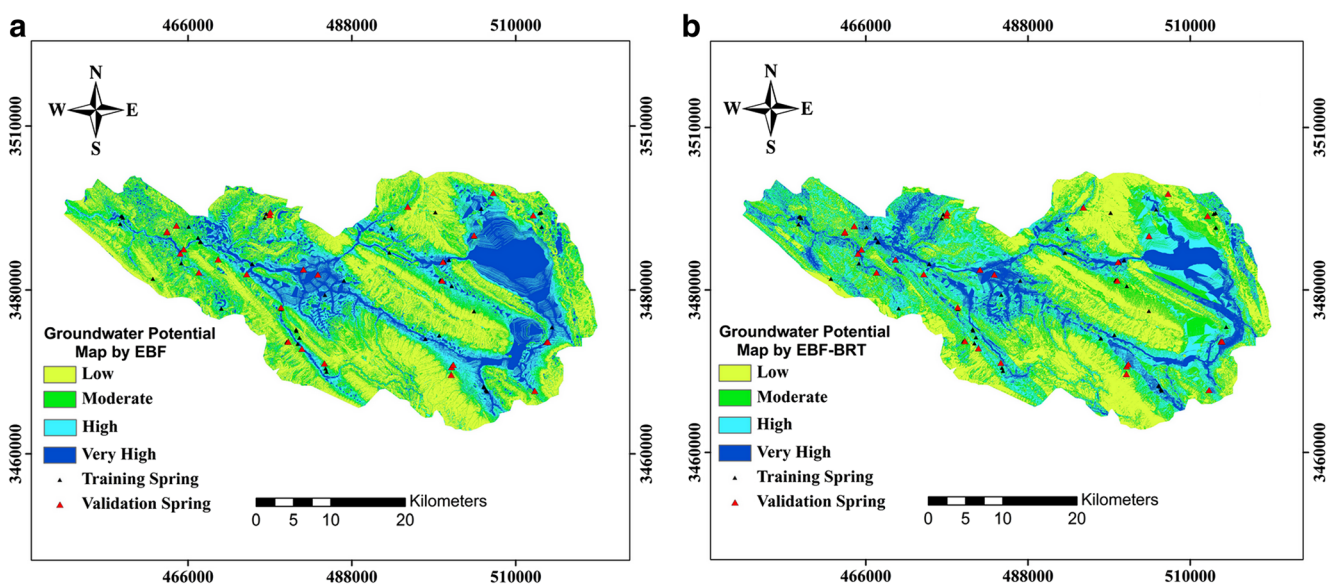 a
466000 488000 510000
N
W E
S
3510000 3510000
3480000 3480000
3460000 3460000
Groundwater Potential
Map by EBF
Low
Moderate
High
Very High
Training Spring
Validation Spring
Kilometers
0 5 10 20
466000 488000 510000
b
466000 488000 510000
N
W E
S
3510000 3510000
3480000 3480000
3460000 3460000
Groundwater Potential
Map by EBF-BRT
Low
Moderate
High
Very High
Training Spring
Validation Spring
Kilometers
0 5 10 20
466000 488000 510000